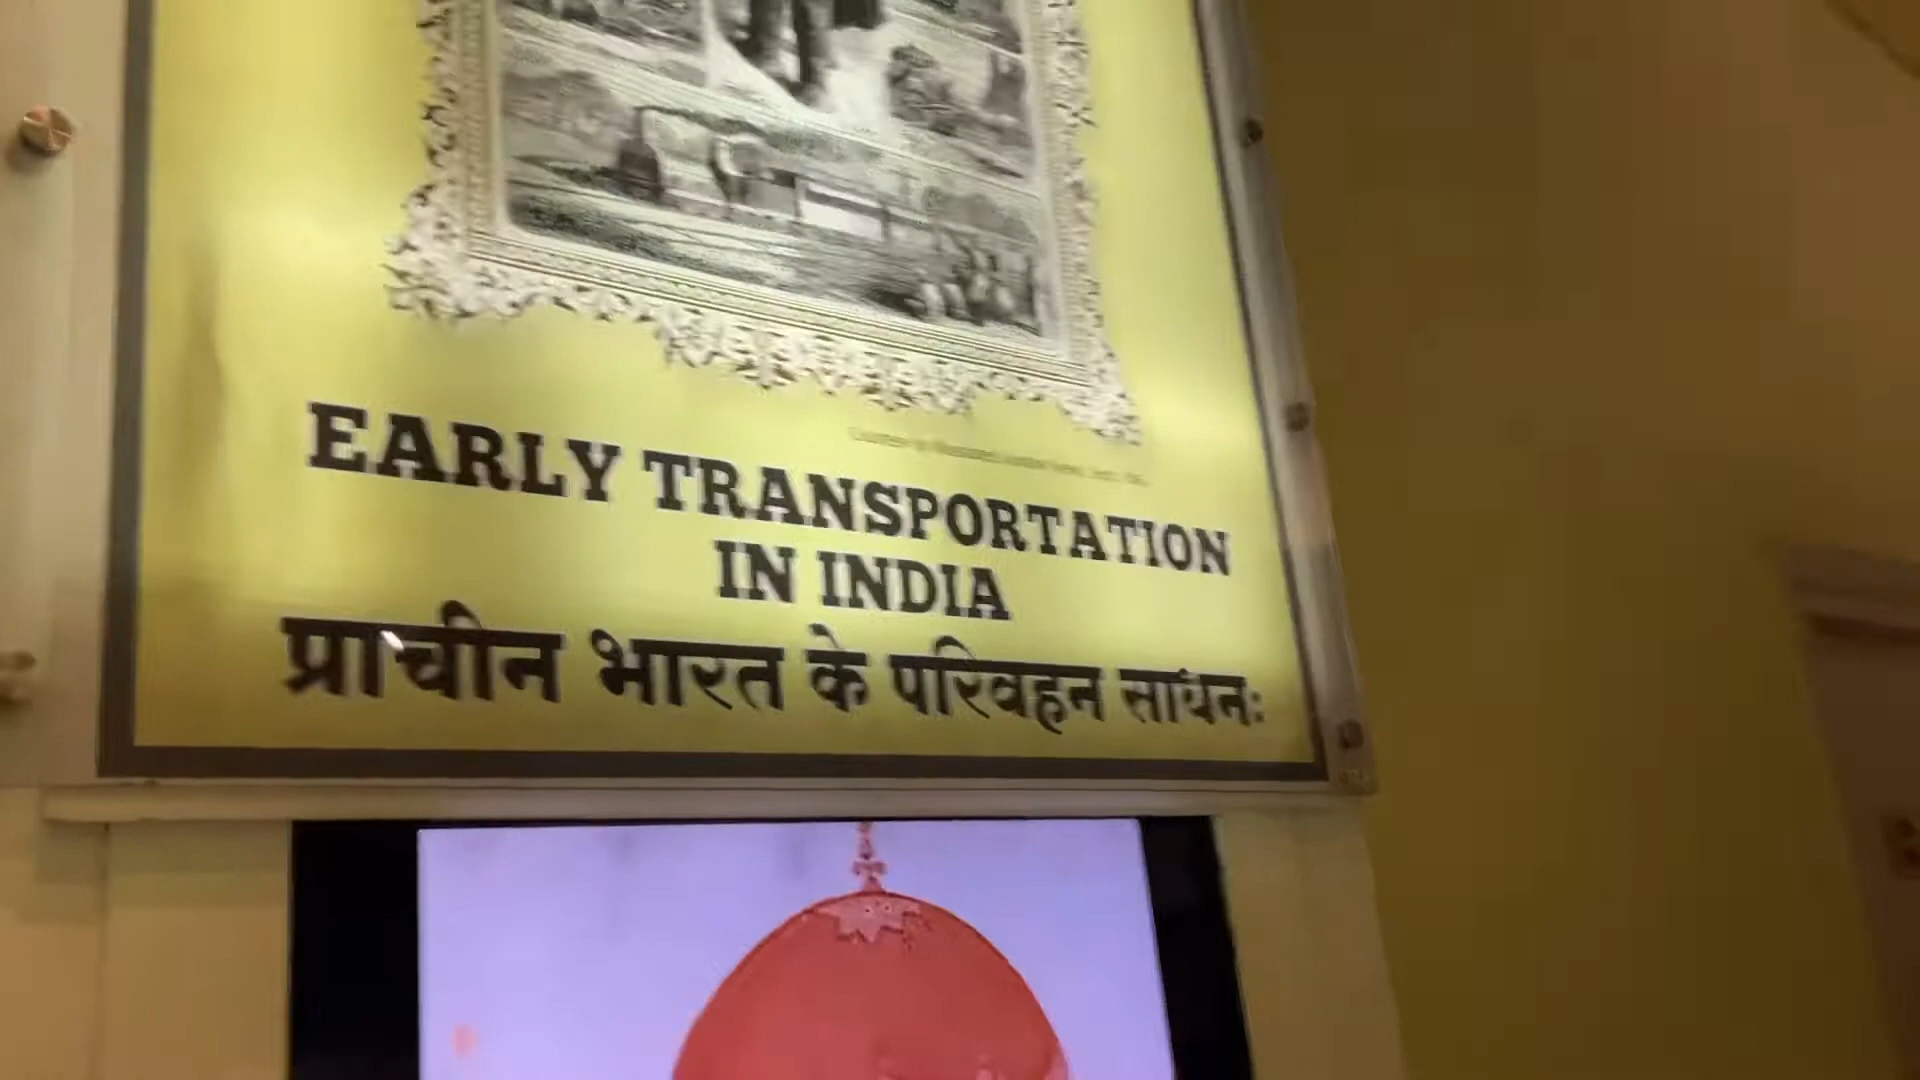 EARLY TRANSPORTATION
IN INDIA
प्राचीन भारत के परिवहन साधनः